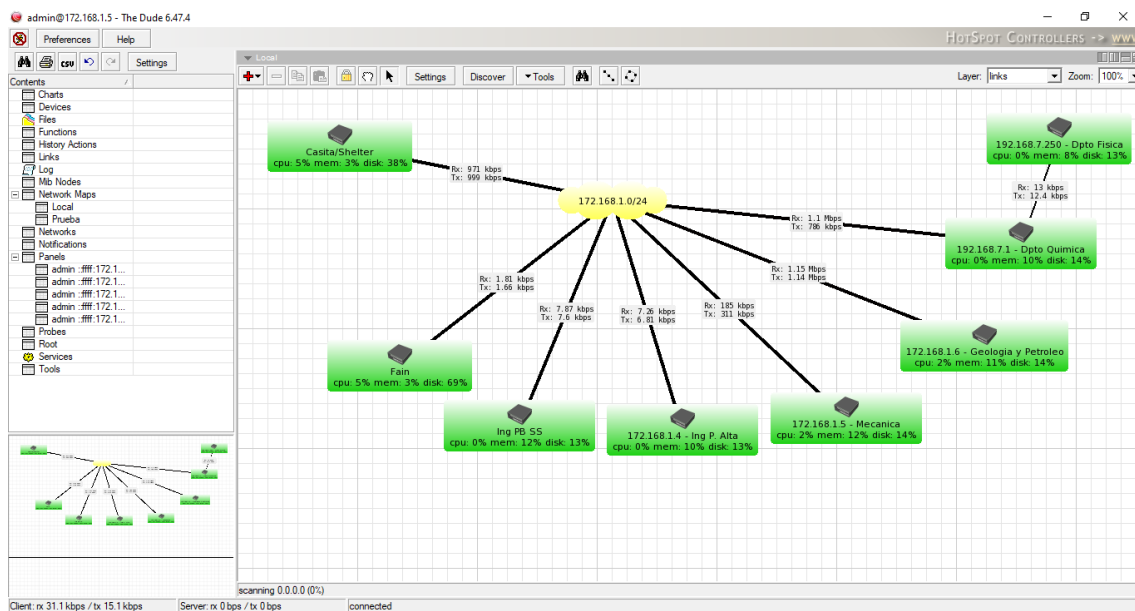 admin@172.168.1.5 - The Dude 6.47.4
Preferences Help
HotSpot Controllers -> www
CSV Settings
Local
Settings Discover Tools Layer: links Zoom: 100%
Contents /
Charts
Devices
Files
Functions
History Actions
Links
Log
Mib Nodes
Network Maps
Local
Prueba
Networks
Notifications
Panels
admin ::ffff:172.1...
admin ::ffff:172.1...
admin ::ffff:172.1...
admin ::ffff:172.1...
admin ::ffff:172.1...
Probes
Root
Services
Tools
Casita/Shelter
cpu: 5% mem: 3% disk: 38%
Rx: 971 kbps
Tx: 999 kbps
172.168.1.0/24
192.168.7.250 - Dpto Fisica
cpu: 0% mem: 8% disk: 13%
Rx: 13 kbps
Tx: 12.4 kbps
Rx: 1.1 Mbps
Tx: 786 kbps
192.168.7.1 - Dpto Quimica
cpu: 0% mem: 10% disk: 14%
Rx: 1.15 Mbps
Tx: 1.14 Mbps
Rx: 1.81 kbps
Tx: 1.66 kbps
Rx: 7.87 kbps
Tx: 7.6 kbps
Rx: 7.26 kbps
Tx: 6.81 kbps
Rx: 185 kbps
Tx: 311 kbps
172.168.1.6 - Geologia y Petroleo
cpu: 2% mem: 11% disk: 14%
Fain
cpu: 5% mem: 3% disk: 69%
Ing PB SS
cpu: 0% mem: 12% disk: 13%
172.168.1.4 - Ing P. Alta
cpu: 0% mem: 10% disk: 13%
172.168.1.5 - Mecanica
cpu: 2% mem: 12% disk: 14%
scanning 0.0.0.0 (0%)
Client: rx 31.1 kbps / tx 15.1 kbps Server: rx 0 bps / tx 0 bps connected